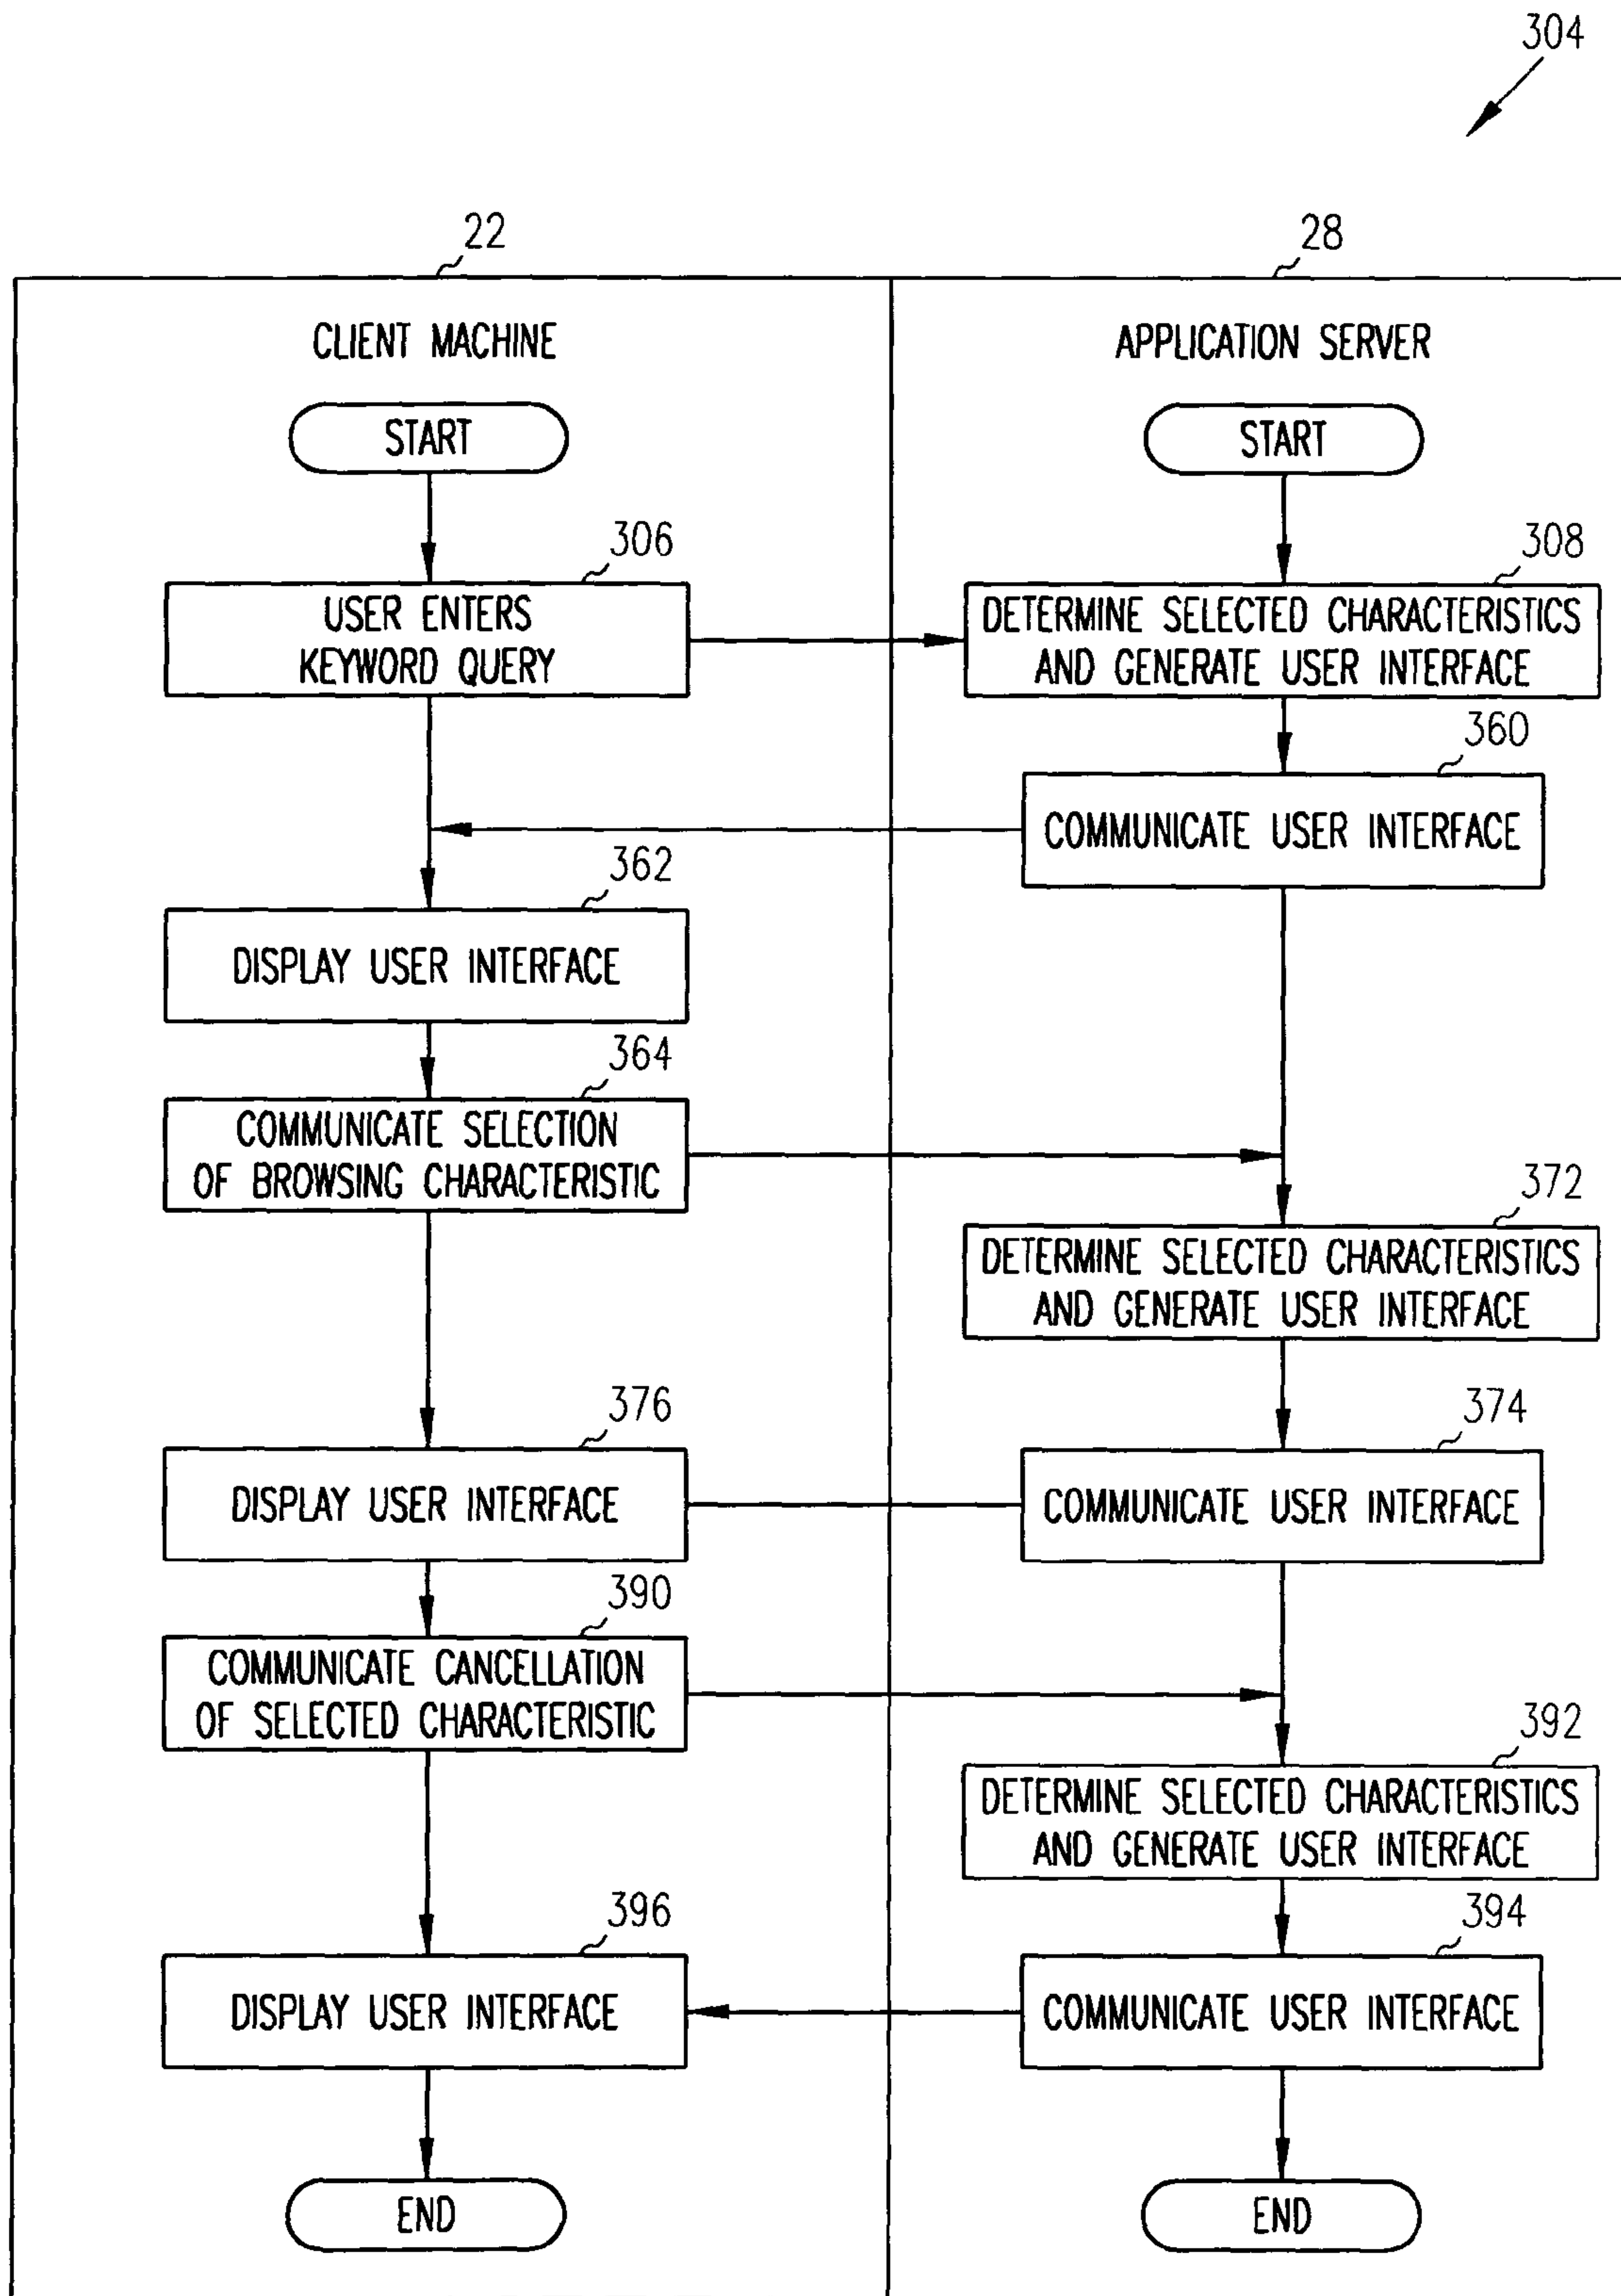 304
22
28
CLIENT MACHINE
APPLICATION SERVER
START
START
306
308
USER ENTERS
KEYWORD QUERY
DETERMINE SELECTED CHARACTERISTICS
AND GENERATE USER INTERFACE
360
COMMUNICATE USER INTERFACE
362
DISPLAY USER INTERFACE
364
COMMUNICATE SELECTION
OF BROWSING CHARACTERISTIC
372
DETERMINE SELECTED CHARACTERISTICS
AND GENERATE USER INTERFACE
376
374
DISPLAY USER INTERFACE
COMMUNICATE USER INTERFACE
390
COMMUNICATE CANCELLATION
OF SELECTED CHARACTERISTIC
392
DETERMINE SELECTED CHARACTERISTICS
AND GENERATE USER INTERFACE
396
394
DISPLAY USER INTERFACE
COMMUNICATE USER INTERFACE
END
END